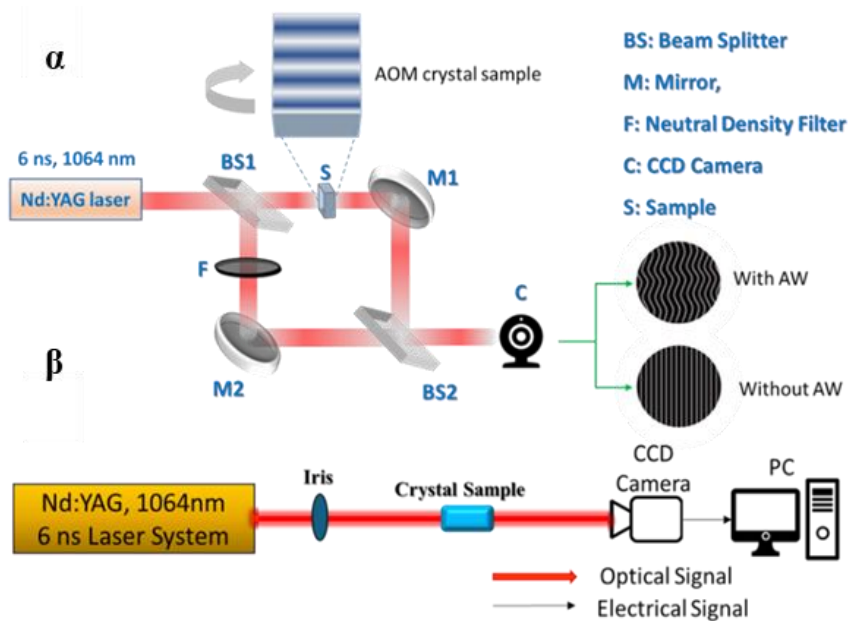 α
AOM crystal sample
BS: Beam Splitter
M: Mirror,
F: Neutral Density Filter
C: CCD Camera
S: Sample
6 ns, 1064 nm
Nd:YAG laser
BS1
S
M1
F
C
M2
BS2
With AW
Without AW
β
Nd:YAG, 1064nm
6 ns Laser System
Iris
Crystal Sample
CCD
Camera
PC
Optical Signal
Electrical Signal